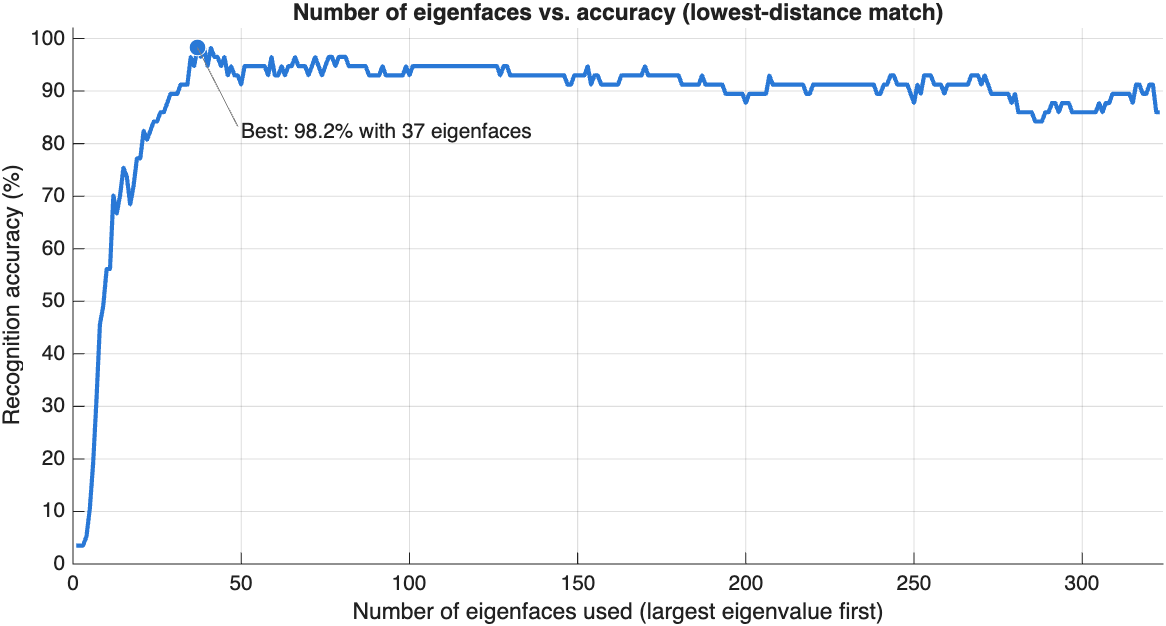 Number of eigenfaces vs. accuracy (lowest-distance match)
100
90
80
70
60
50
40
30
20
10
0
Recognition accuracy (%)
Best: 98.2% with 37 eigenfaces
0 50 100 150 200 250 300
Number of eigenfaces used (largest eigenvalue first)